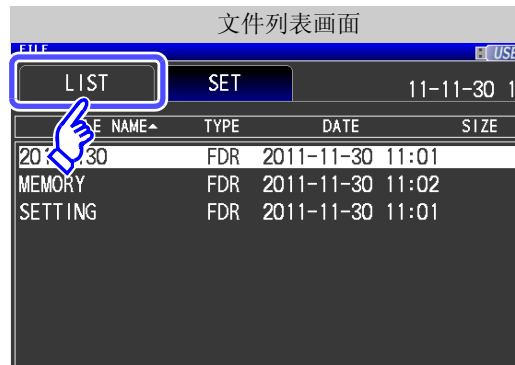 文件列表画面
FILE USB
LIST SET 11-11-30 1
E NAME▲ TYPE DATE SIZE
20 30 FDR 2011-11-30 11:01
MEMORY FDR 2011-11-30 11:02
SETTING FDR 2011-11-30 11:01